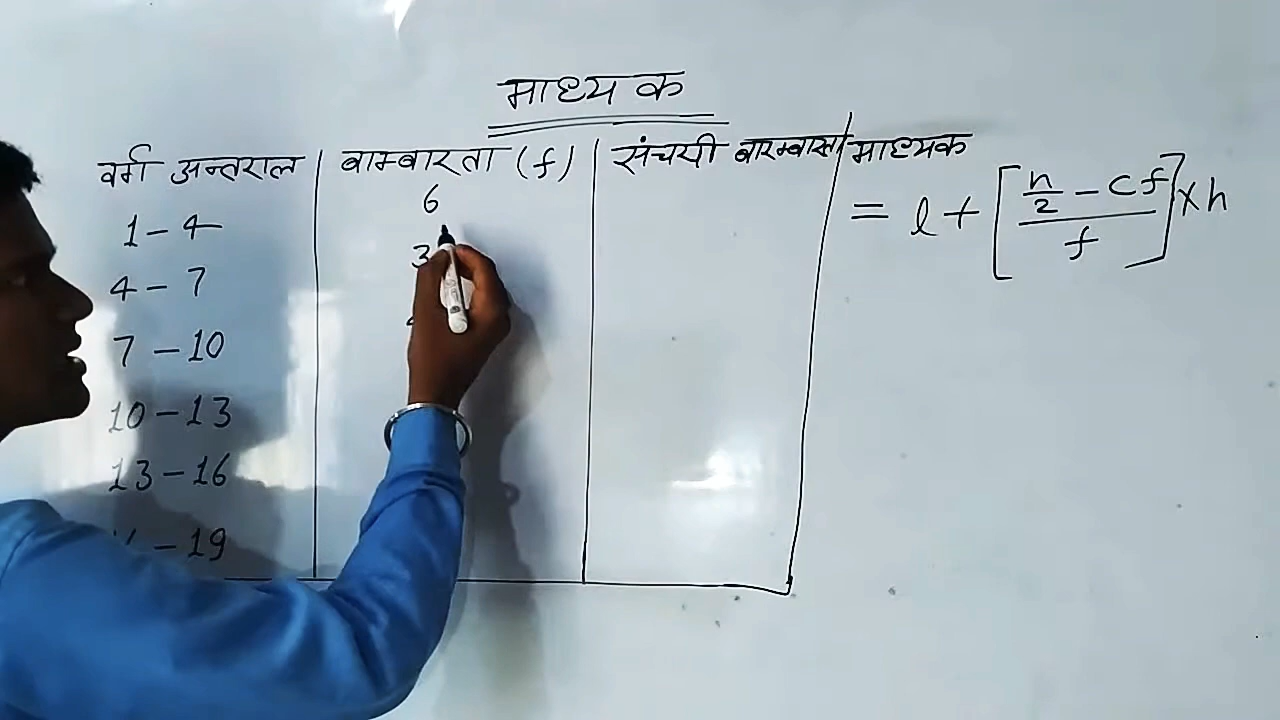 माध्यक
वर्ग अन्तराल बाम्बारता (f) संचयी बारम्बारता माध्यक
6
1 - 4
= l + [ n/2 - cf / f ] × h
3
4 - 7
7 - 10
10 - 13
13 - 16
- 19